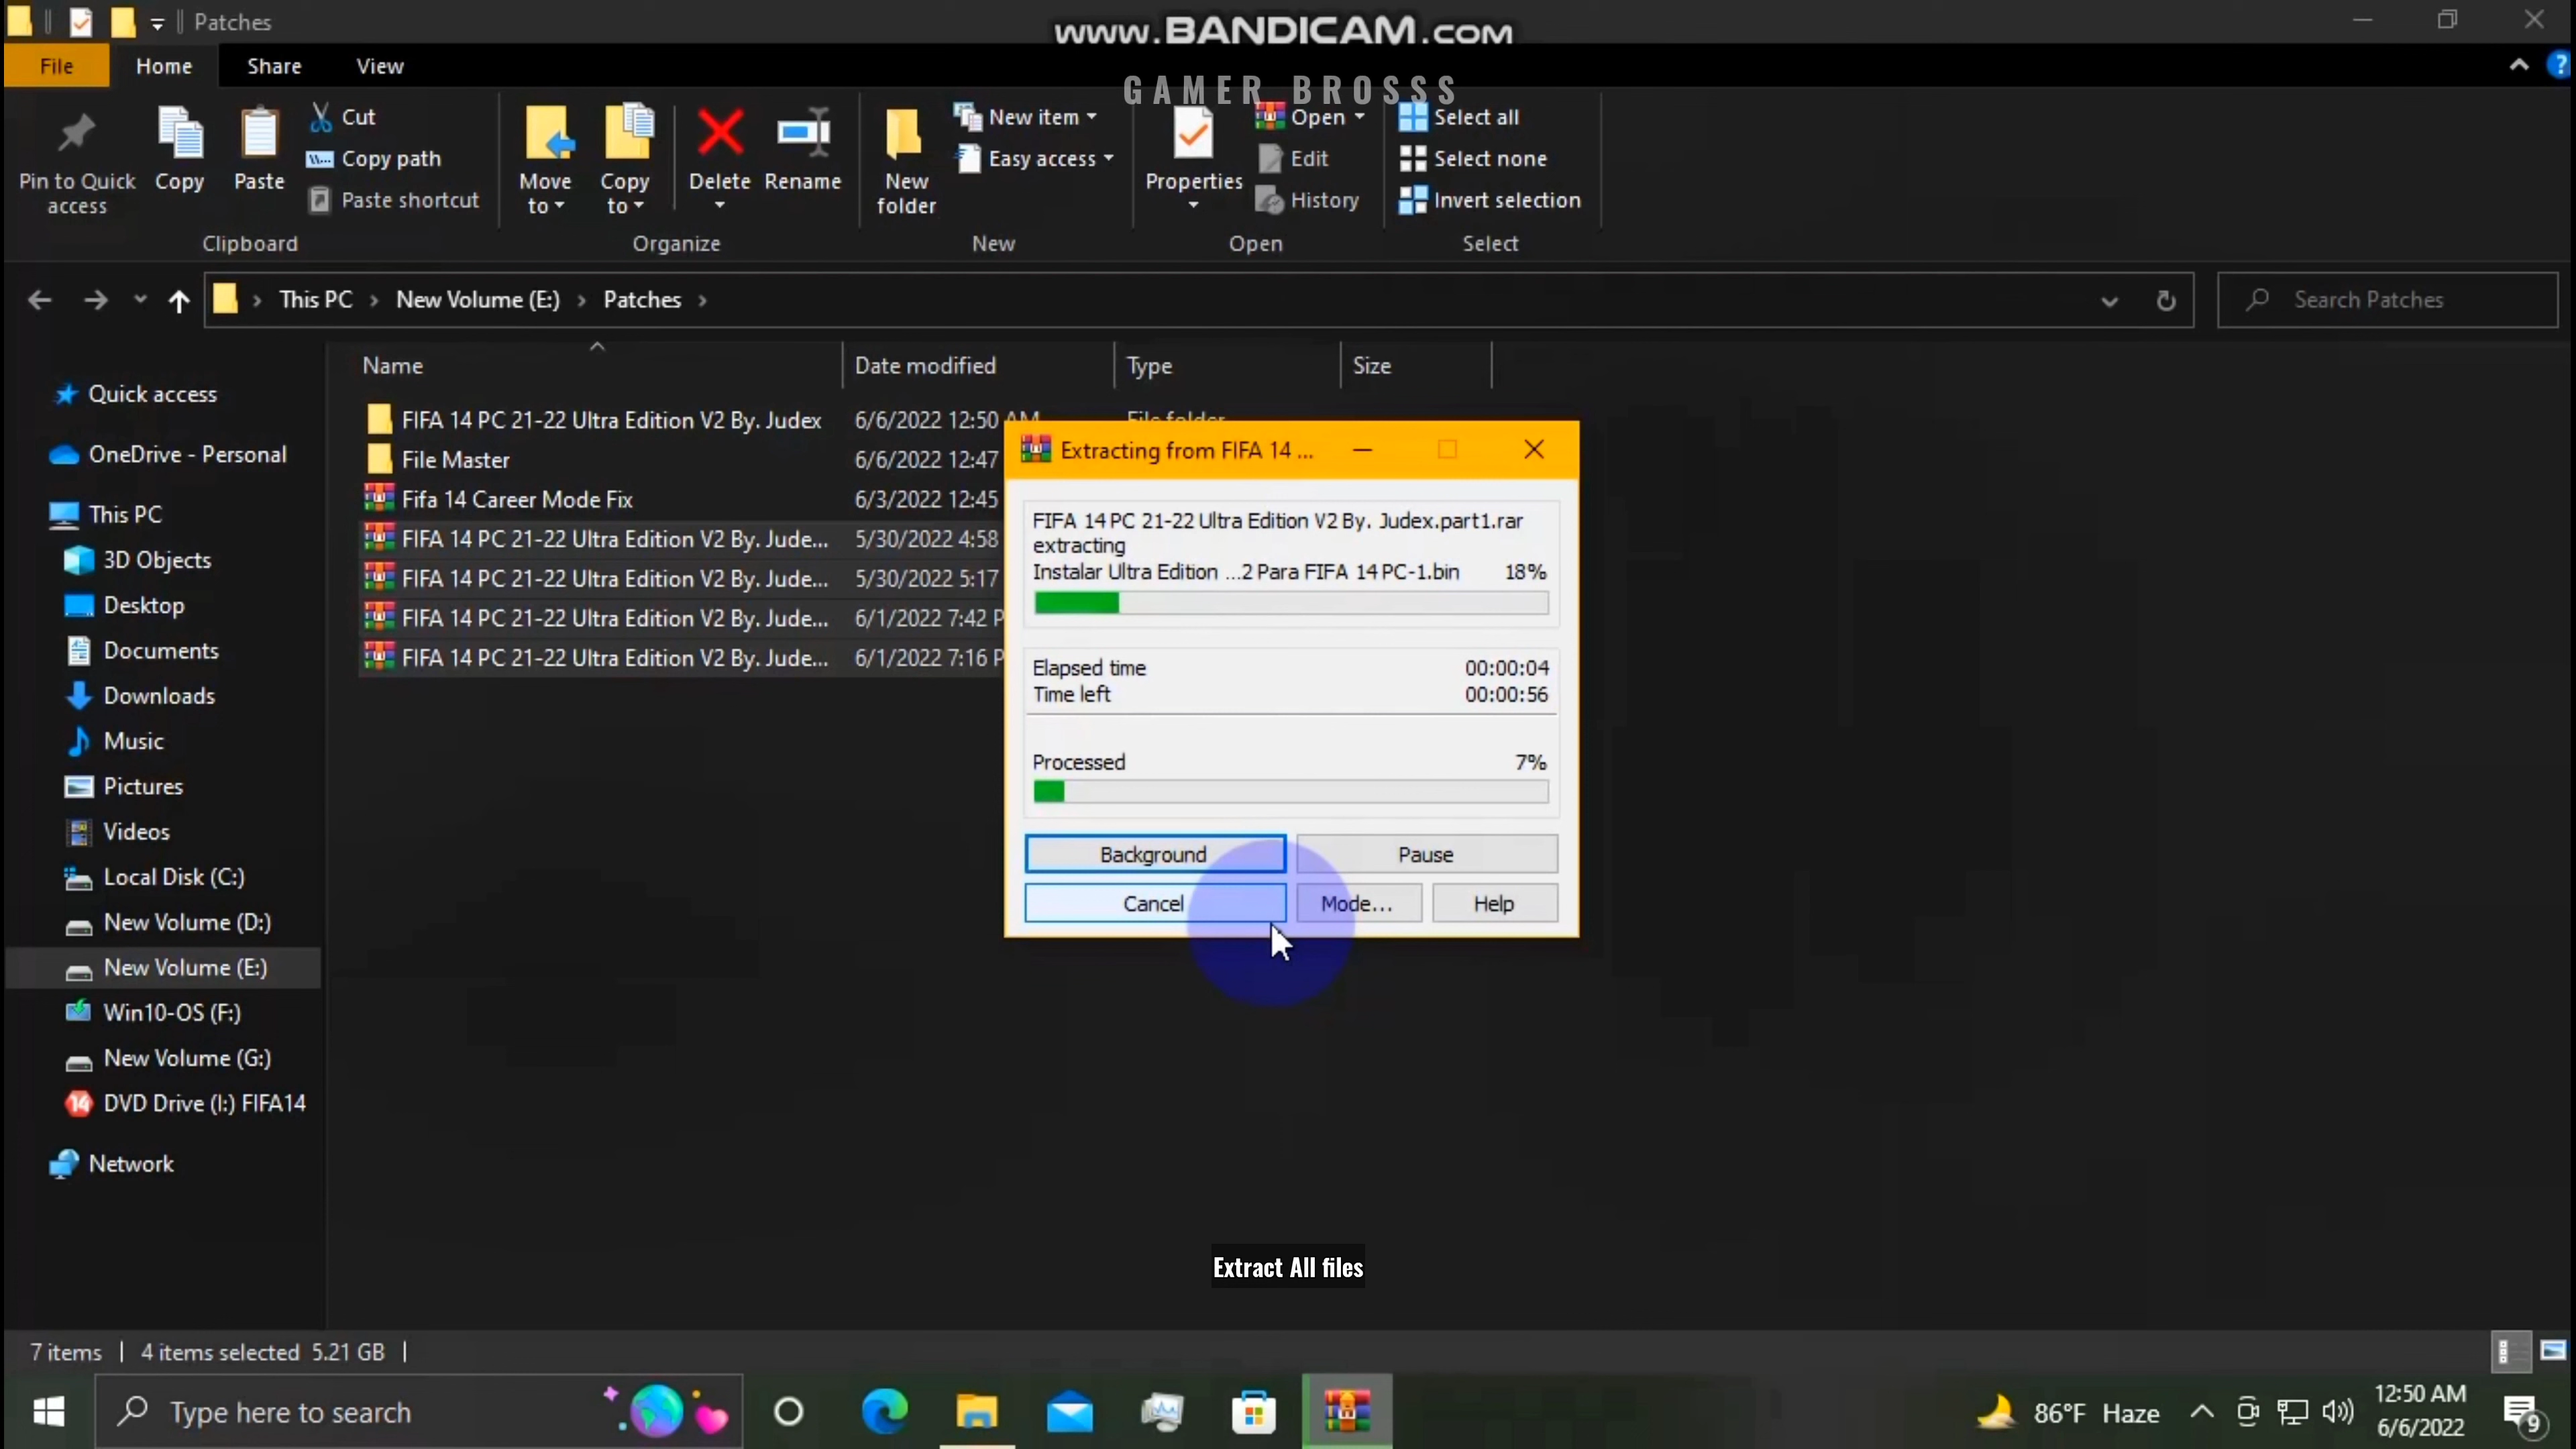 Patches
www.BANDICAM.com
GAMER BROSSS
File Home Share View
Pin to Quick access
Copy
Paste
Cut
Copy path
Paste shortcut
Clipboard
Move to
Copy to
Delete
Rename
Organize
New folder
New item
Easy access
New
Properties
Open
Edit
History
Open
Select all
Select none
Invert selection
Select
This PC New Volume (E:) Patches
Search Patches
Name Date modified Type Size
Quick access
OneDrive - Personal
This PC
3D Objects
Desktop
Documents
Downloads
Music
Pictures
Videos
Local Disk (C:)
New Volume (D:)
New Volume (E:)
Win10-OS (F:)
New Volume (G:)
DVD Drive (I:) FIFA14
Network
FIFA 14 PC 21-22 Ultra Edition V2 By. Judex 6/6/2022 12:50 AM File folder
File Master 6/6/2022 12:47
Fifa 14 Career Mode Fix 6/3/2022 12:45
FIFA 14 PC 21-22 Ultra Edition V2 By. Jude... 5/30/2022 4:58
FIFA 14 PC 21-22 Ultra Edition V2 By. Jude... 5/30/2022 5:17
FIFA 14 PC 21-22 Ultra Edition V2 By. Jude... 6/1/2022 7:42 P
FIFA 14 PC 21-22 Ultra Edition V2 By. Jude... 6/1/2022 7:16 P
Extracting from FIFA 14 ...
FIFA 14 PC 21-22 Ultra Edition V2 By. Judex.part1.rar
extracting
Instalar Ultra Edition ...2 Para FIFA 14 PC-1.bin 18%
Elapsed time 00:00:04
Time left 00:00:56
Processed 7%
Background Pause
Cancel Mode... Help
Extract All files
7 items 4 items selected 5.21 GB
Type here to search
86°F Haze
12:50 AM
6/6/2022
9